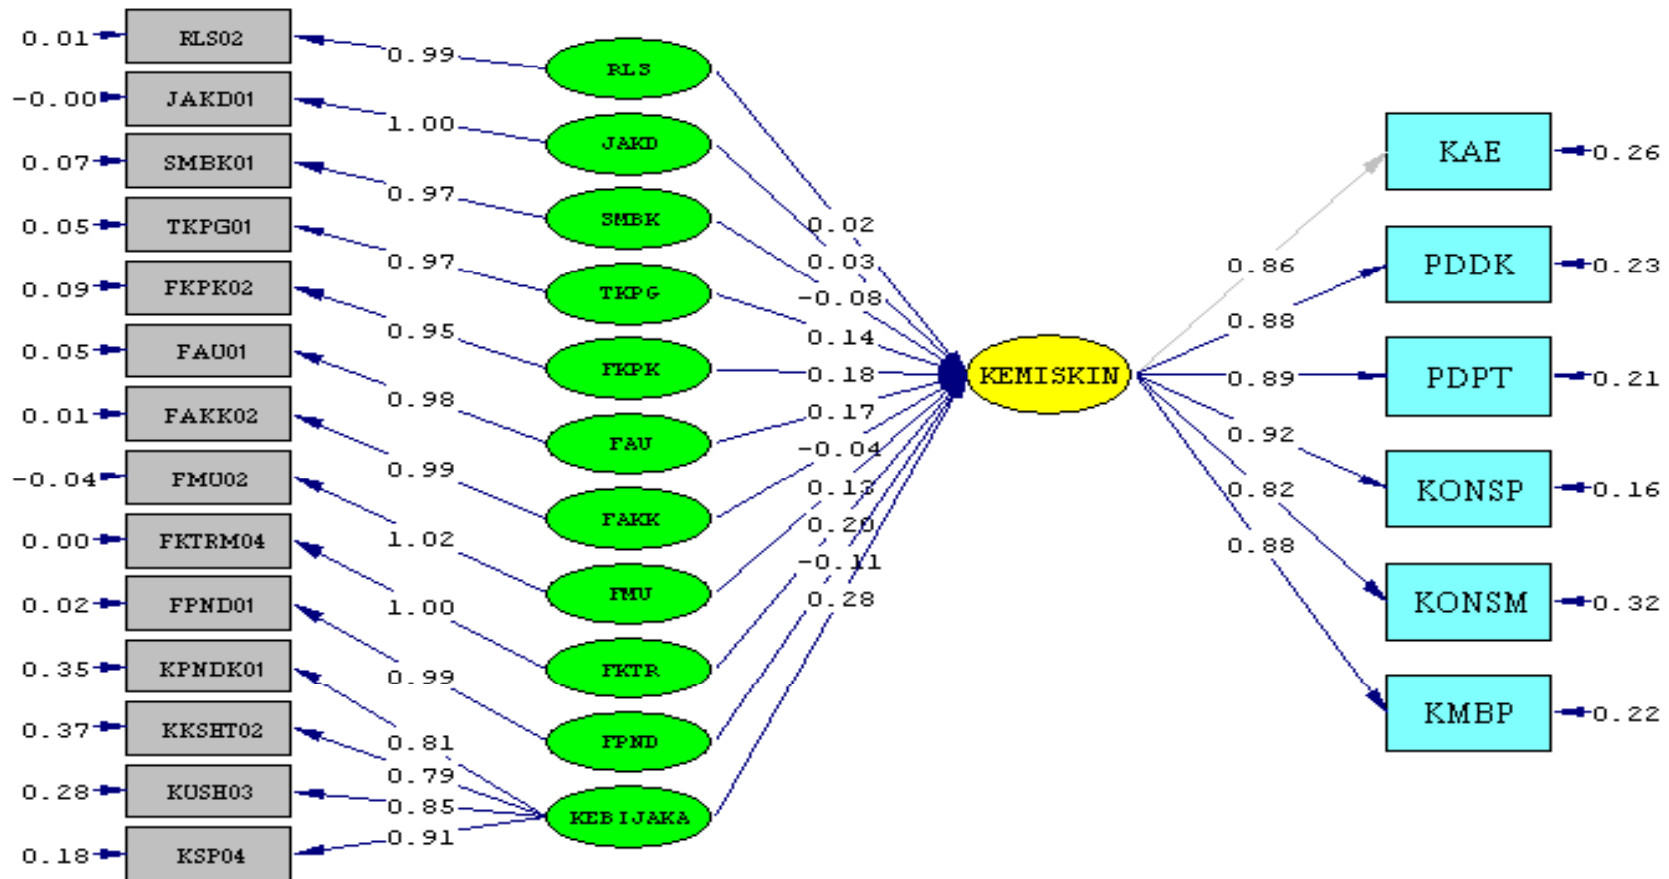 0.01 RLS02
-0.00 JAKD01
0.07 SMBK01
0.05 TKPG01
0.09 FKPK02
0.05 FAU01
0.01 FAKK02
-0.04 FMU02
0.00 FKTRM04
0.02 FPND01
0.35 KPNDK01
0.37 KKSHT02
0.28 KUSH03
0.18 KSP04
0.99
1.00
0.97
0.97
0.95
0.98
0.99
1.02
1.00
0.99
0.81
0.79
0.85
0.91
RLS
JAKD
SMBK
TKPG
FKPK
FAU
FAKK
FMU
FKTR
FPND
KEBIJAKA
0.02
0.03
-0.08
0.14
0.18
0.17
-0.04
0.13
0.20
-0.11
0.28
KEMISKIN
0.86
0.88
0.89
0.92
0.82
0.88
KAE 0.26
PDDK 0.23
PDPT 0.21
KONSP 0.16
KONSM 0.32
KMBP 0.22